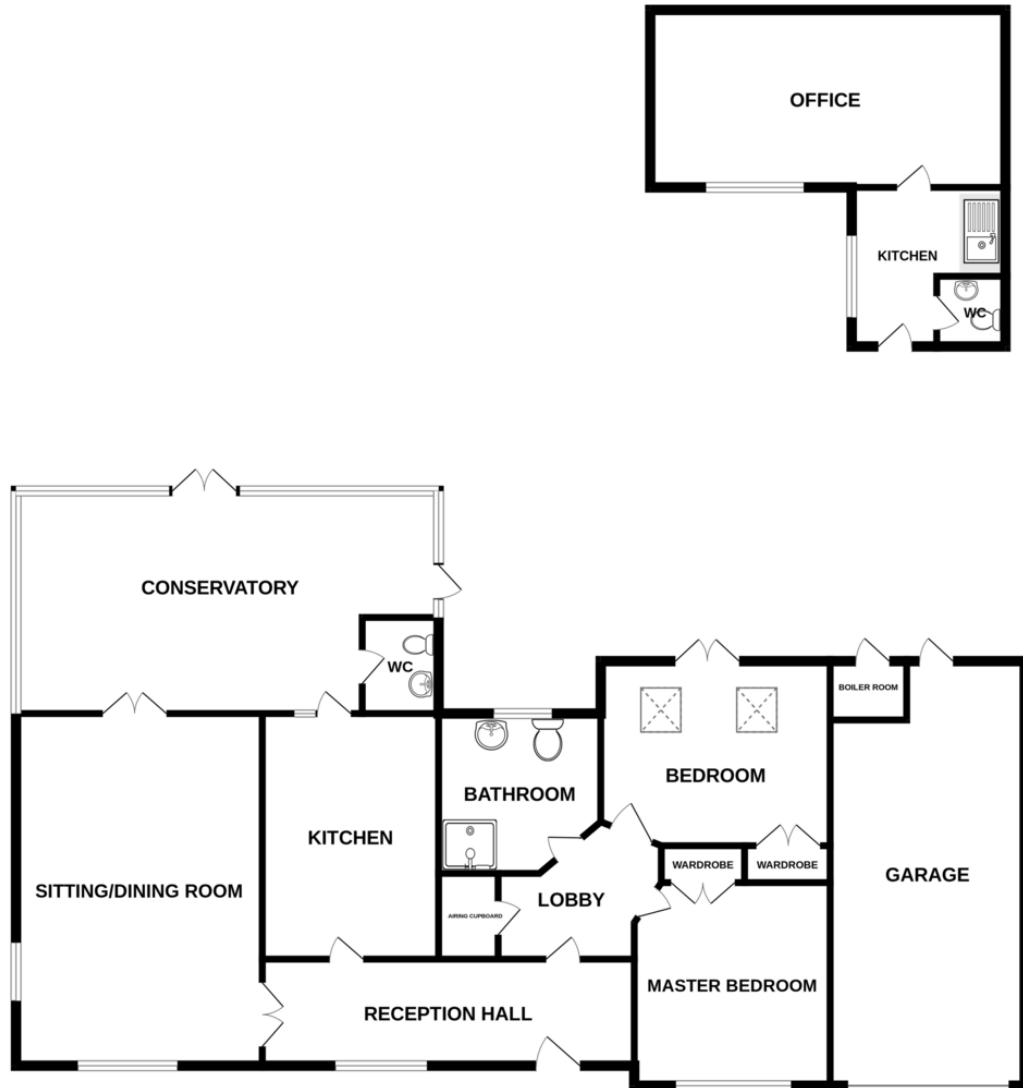 OFFICE
KITCHEN
WC
CONSERVATORY
WC
BOILER ROOM
BEDROOM
BATHROOM
KITCHEN
WARDROBE
WARDROBE
GARAGE
SITTING/DINING ROOM
LOBBY
AIRING CUPBOARD
MASTER BEDROOM
RECEPTION HALL